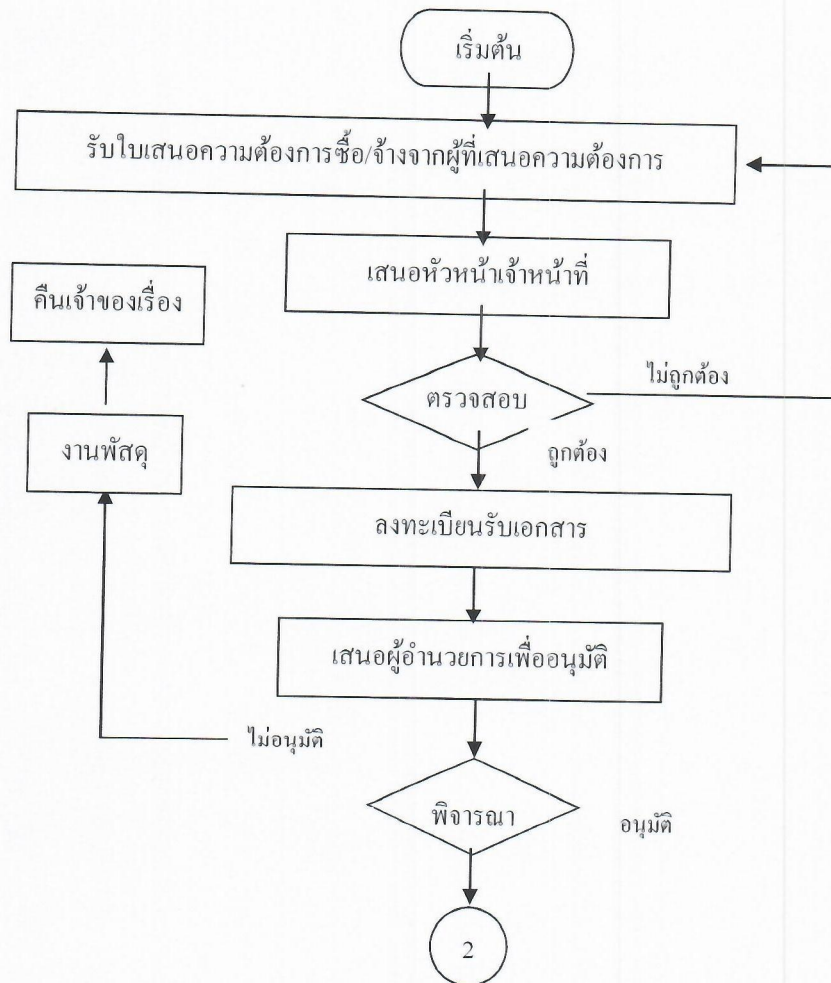 เริ่มต้น
รับใบเสนอความต้องการซื้อ/จ้างจากผู้ที่เสนอความต้องการ
เสนอหัวหน้าเจ้าหน้าที่
คืนเจ้าของเรื่อง
ไม่ถูกต้อง
ตรวจสอบ
งานพัสดุ
ถูกต้อง
ลงทะเบียนรับเอกสาร
เสนอผู้อำนวยการเพื่ออนุมัติ
ไม่อนุมัติ
พิจารณา
อนุมัติ
2